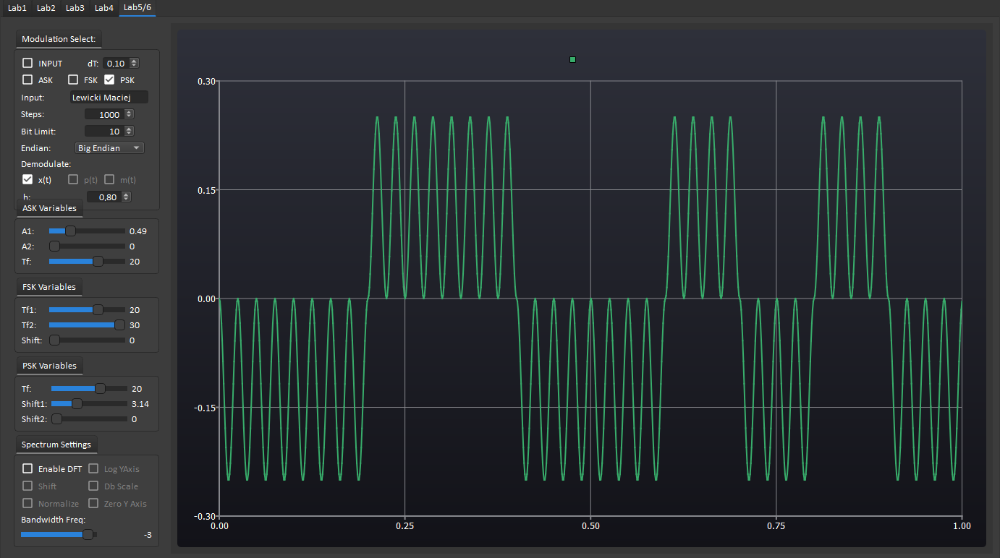 Lab1 Lab2 Lab3 Lab4 Lab5/6
Modulation Select:
INPUT dT: 0,10
ASK FSK PSK
Input: Lewicki Maciej
Steps: 1000
Bit Limit: 10
Endian: Big Endian
Demodulate:
x(t) p(t) m(t)
h: 0,80
ASK Variables
A1: 0.49
A2: 0
Tf: 20
FSK Variables
Tf1: 20
Tf2: 30
Shift: 0
PSK Variables
Tf: 20
Shift1: 3.14
Shift2: 0
Spectrum Settings
Enable DFT Log YAxis
Shift Db Scale
Normalize Zero Y Axis
Bandwidth Freq:
-3
0.30
0.15
0.00
-0.15
-0.30
0.00 0.25 0.50 0.75 1.00